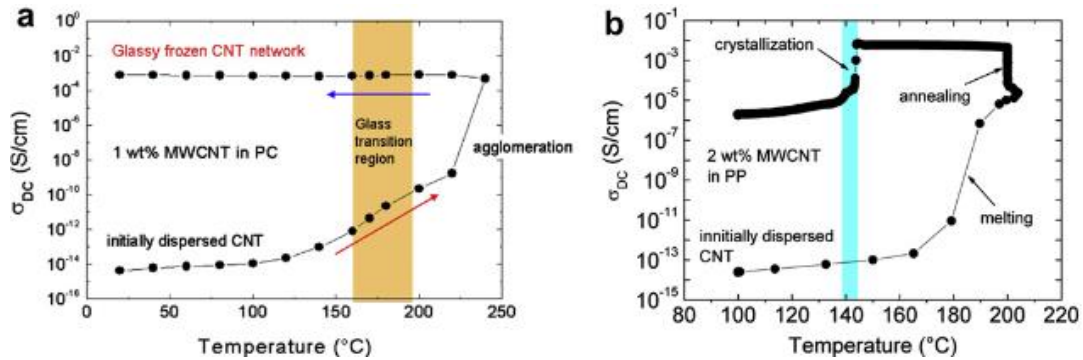 a
10²
10⁰
10⁻²
10⁻⁴
10⁻⁶
10⁻⁸
10⁻¹⁰
10⁻¹²
10⁻¹⁴
10⁻¹⁶
σDC (S/cm)
Glassy frozen CNT network
1 wt% MWCNT in PC
Glass
transition
region
agglomeration
initially dispersed CNT
0 50 100 150 200 250
Temperature (°C)
b
10⁻¹
10⁻³
10⁻⁵
10⁻⁷
10⁻⁹
10⁻¹¹
10⁻¹³
10⁻¹⁵
σDC (S/cm)
crystallization
annealing
2 wt% MWCNT
in PP
melting
innitially dispersed
CNT
80 100 120 140 160 180 200 220
Temperature (°C)